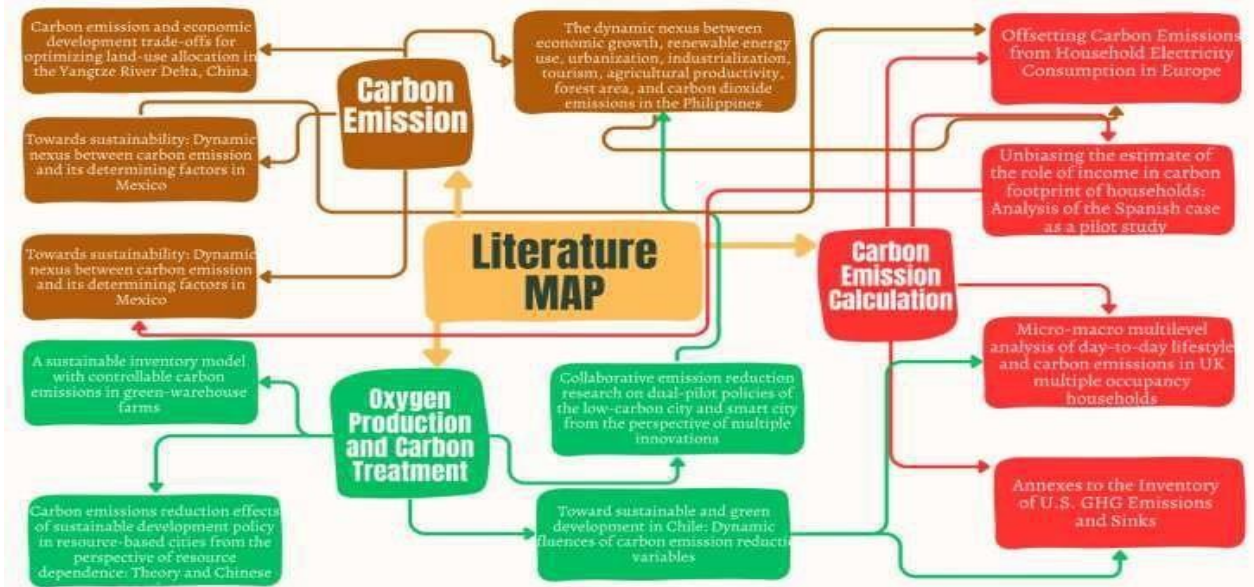 Carbon emission and economic
development trade-offs for
optimizing land-use allocation in
the Yangtze River Delta, China
Carbon
Emission
The dynamic nexus between
economic growth, renewable energy
use, urbanization, industrialization,
tourism, agricultural productivity,
forest area, and carbon dioxide
emissions in the Philippines
Offsetting Carbon Emissions
from Household Electricity
Consumption in Europe
Towards sustainability: Dynamic
nexus between carbon emission
and its determining factors in
Mexico
Unbiasing the estimate of
the role of income in carbon
footprint of households:
Analysis of the Spanish case
as a pilot study
Literature
MAP
Carbon
Emission
Calculation
Towards sustainability: Dynamic
nexus between carbon emission
and its determining factors in
Mexico
Micro-macro multilevel
analysis of day-to-day lifestyle
and carbon emissions in UK
multiple occupancy
households
A sustainable inventory model
with controllable carbon
emissions in green-warehouse
farms
Oxygen
Production
and Carbon
Treatment
Collaborative emission reduction
research on dual-pilot policies of
the low-carbon city and smart city
from the perspective of multiple
innovations
Annexes to the Inventory
of U.S. GHG Emissions
and Sinks
Carbon emissions reduction effects
of sustainable development policy
in resource-based cities from the
perspective of resource
dependence: Theory and Chinese
Toward sustainable and green
development in Chile: Dynamic
fluences of carbon emission reductio
variables